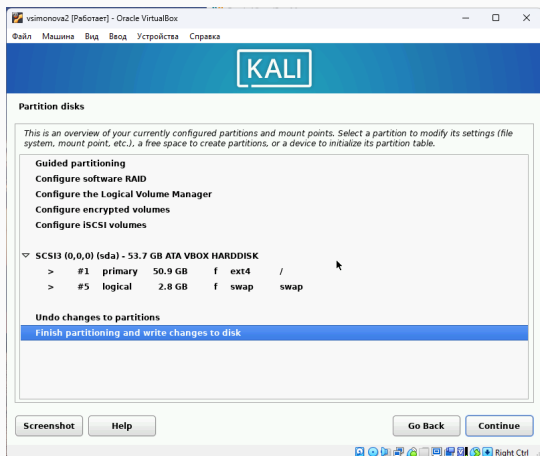 vsimonova2 [Работает] - Oracle VirtualBox
Файл Машина Вид Ввод Устройства Справка
KALI
Partition disks
This is an overview of your currently configured partitions and mount points. Select a partition to modify its settings (file
system, mount point, etc.), a free space to create partitions, or a device to initialize its partition table.
Guided partitioning
Configure software RAID
Configure the Logical Volume Manager
Configure encrypted volumes
Configure iSCSI volumes
SCSI3 (0,0,0) (sda) - 53.7 GB ATA VBOX HARDDISK
> #1 primary 50.9 GB f ext4 /
> #5 logical 2.8 GB f swap swap
Undo changes to partitions
Finish partitioning and write changes to disk
Screenshot Help Go Back Continue
Right Ctrl